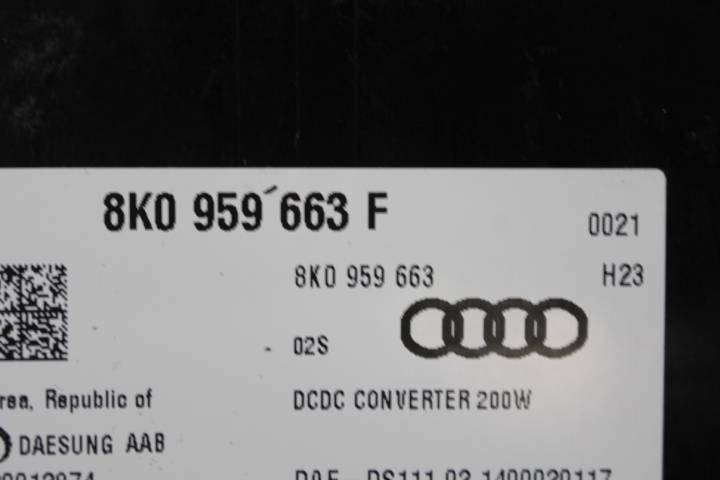 8K0 959 663 F
0021
8K0 959 663
H23
02S
rea, Republic of
DCDC CONVERTER 200W
DAESUNG AAB